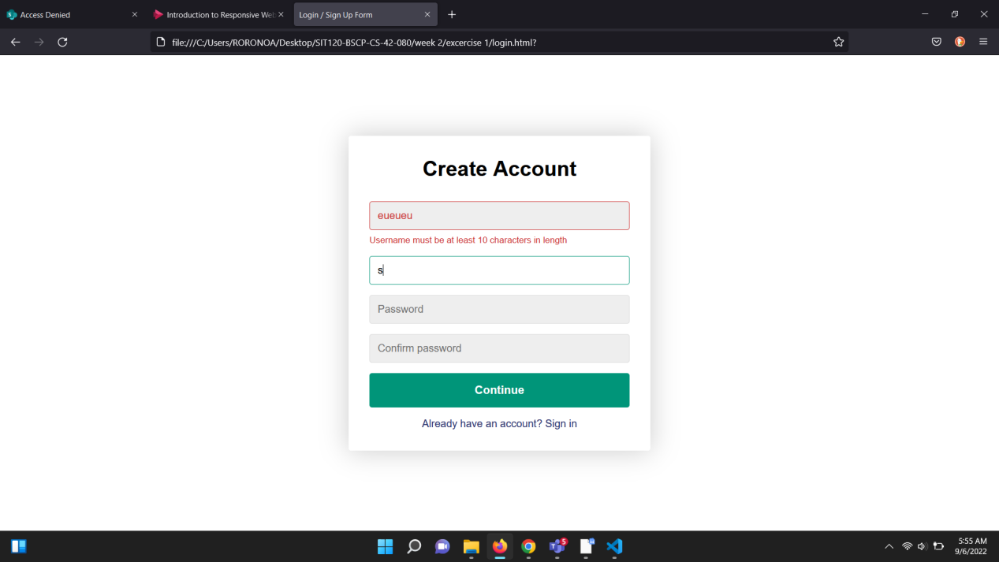 Access Denied
Introduction to Responsive Web
Login / Sign Up Form
file:///C:/Users/RORONOA/Desktop/SIT120-BSCP-CS-42-080/week 2/excercise 1/login.html?
Create Account
eueueu
Username must be at least 10 characters in length
s
Password
Confirm password
Continue
Already have an account? Sign in
5
5:55 AM
9/6/2022